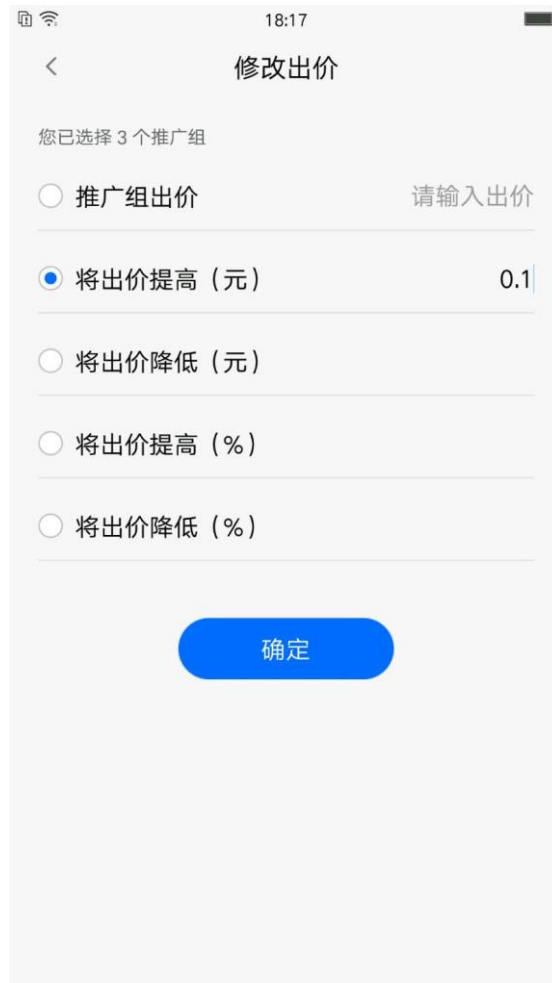 18:17
修改出价
您已选择 3 个推广组
推广组出价 请输入出价
将出价提高（元） 0.1
将出价降低（元）
将出价提高（%）
将出价降低（%）
确定